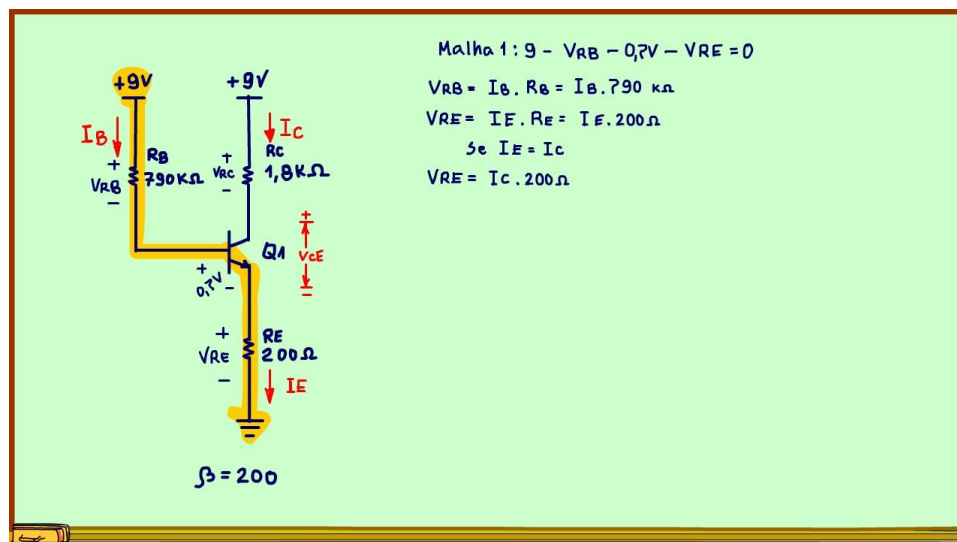 Malha 1: 9 - VRB - 0,7V - VRE = 0
VRB = IB. RB = IB. 790 KΩ
VRE = IE. RE = IE. 200Ω
Se IE = IC
VRE = IC. 200Ω
+9V
+9V
IB
IC
RB
790KΩ
+
VRB
-
+
VRC
-
RC
1,8KΩ
Q1
+
VCE
-
+
0,7V
-
+
VRE
-
RE
200Ω
IE
β = 200